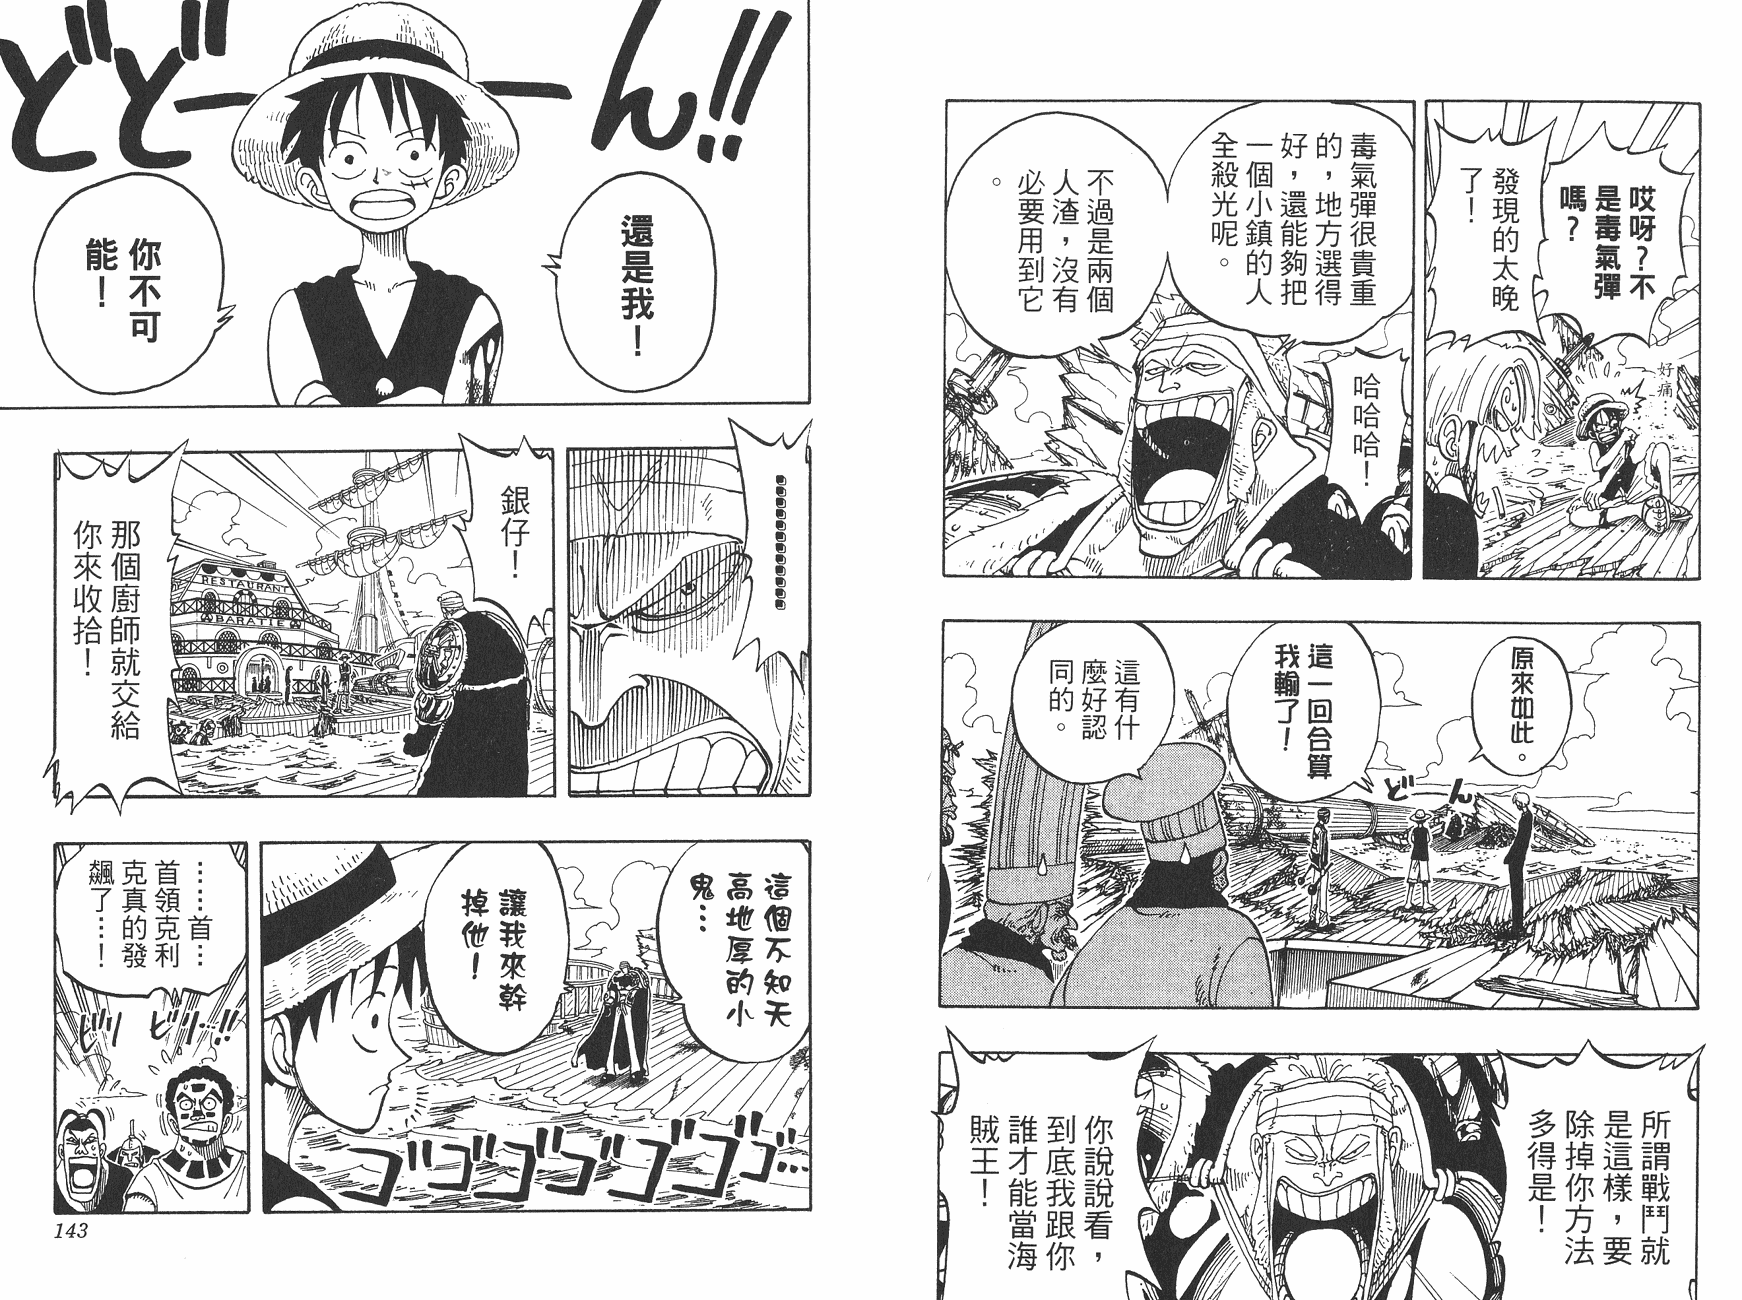 哎呀？不
是毒氣彈
嗎？
發現的太晚
了！
好痛…
毒氣彈很貴重
的，地方選得
好，還能夠把
一個小鎮的人
全殺光呢。
不過是兩個
人渣，沒有
必要用到它
。
哈哈哈！
原來如此。
這一回合算
我輸了！
這有什
麼好認
同的。
どん
所謂戰鬥就
是這樣，要
除掉你方法
多得是！
你說說看，
到底我跟你
誰才能當海
賊王！
どどーん!!
還是我！
你不可
能！
…………
銀仔！
那個廚師就交給
你來收拾！
RESTAURANT
BARATIE
這個不知天
高地厚的小
鬼…
讓我來幹
掉他！
ゴゴゴゴゴゴゴ…
……首…
首領克利
克真的發
飆了…！
ビリビリ…!!
143